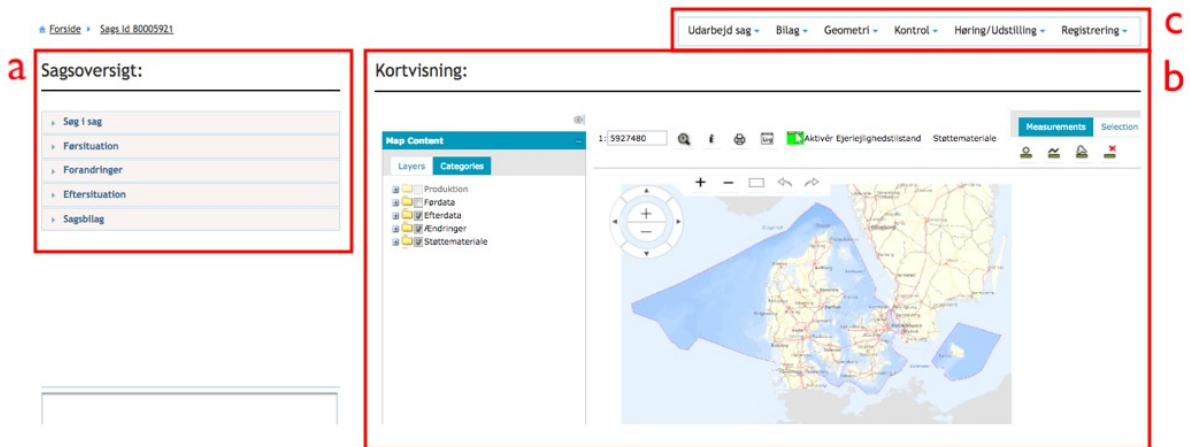 Forside Sags Id 80005921
Udarbejd sag Bilag Geometri Kontrol Høring/Udstilling Registrering
c
a
Sagsoversigt:
Søg i sag
Førsituation
Forandringer
Eftersituation
Sagsbilag
b
Kortvisning:
Map Content
Layers Categories
Produktion
Førdata
Efterdata
Ændringer
Støttemateriale
1: 5927480
i
Log
Aktivér Ejerlejlighedstilstand Støttemateriale
Measurements Selection